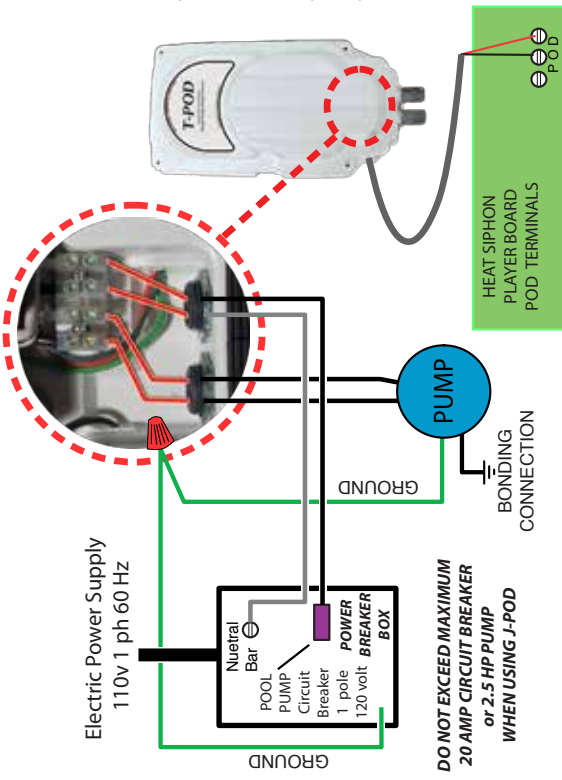 T-POD
HEAT SIPHON
PLAYER BOARD
POD TERMINALS
P O D
Electric Power Supply
110v 1 ph 60 Hz
Nuetral
Bar
POOL
PUMP
Circuit
Breaker
1 pole
120 volt
POWER
BREAKER
BOX
GROUND
GROUND
PUMP
BONDING
CONNECTION
DO NOT EXCEED MAXIMUM
20 AMP CIRCUIT BREAKER
or 2.5 HP PUMP
WHEN USING J-POD